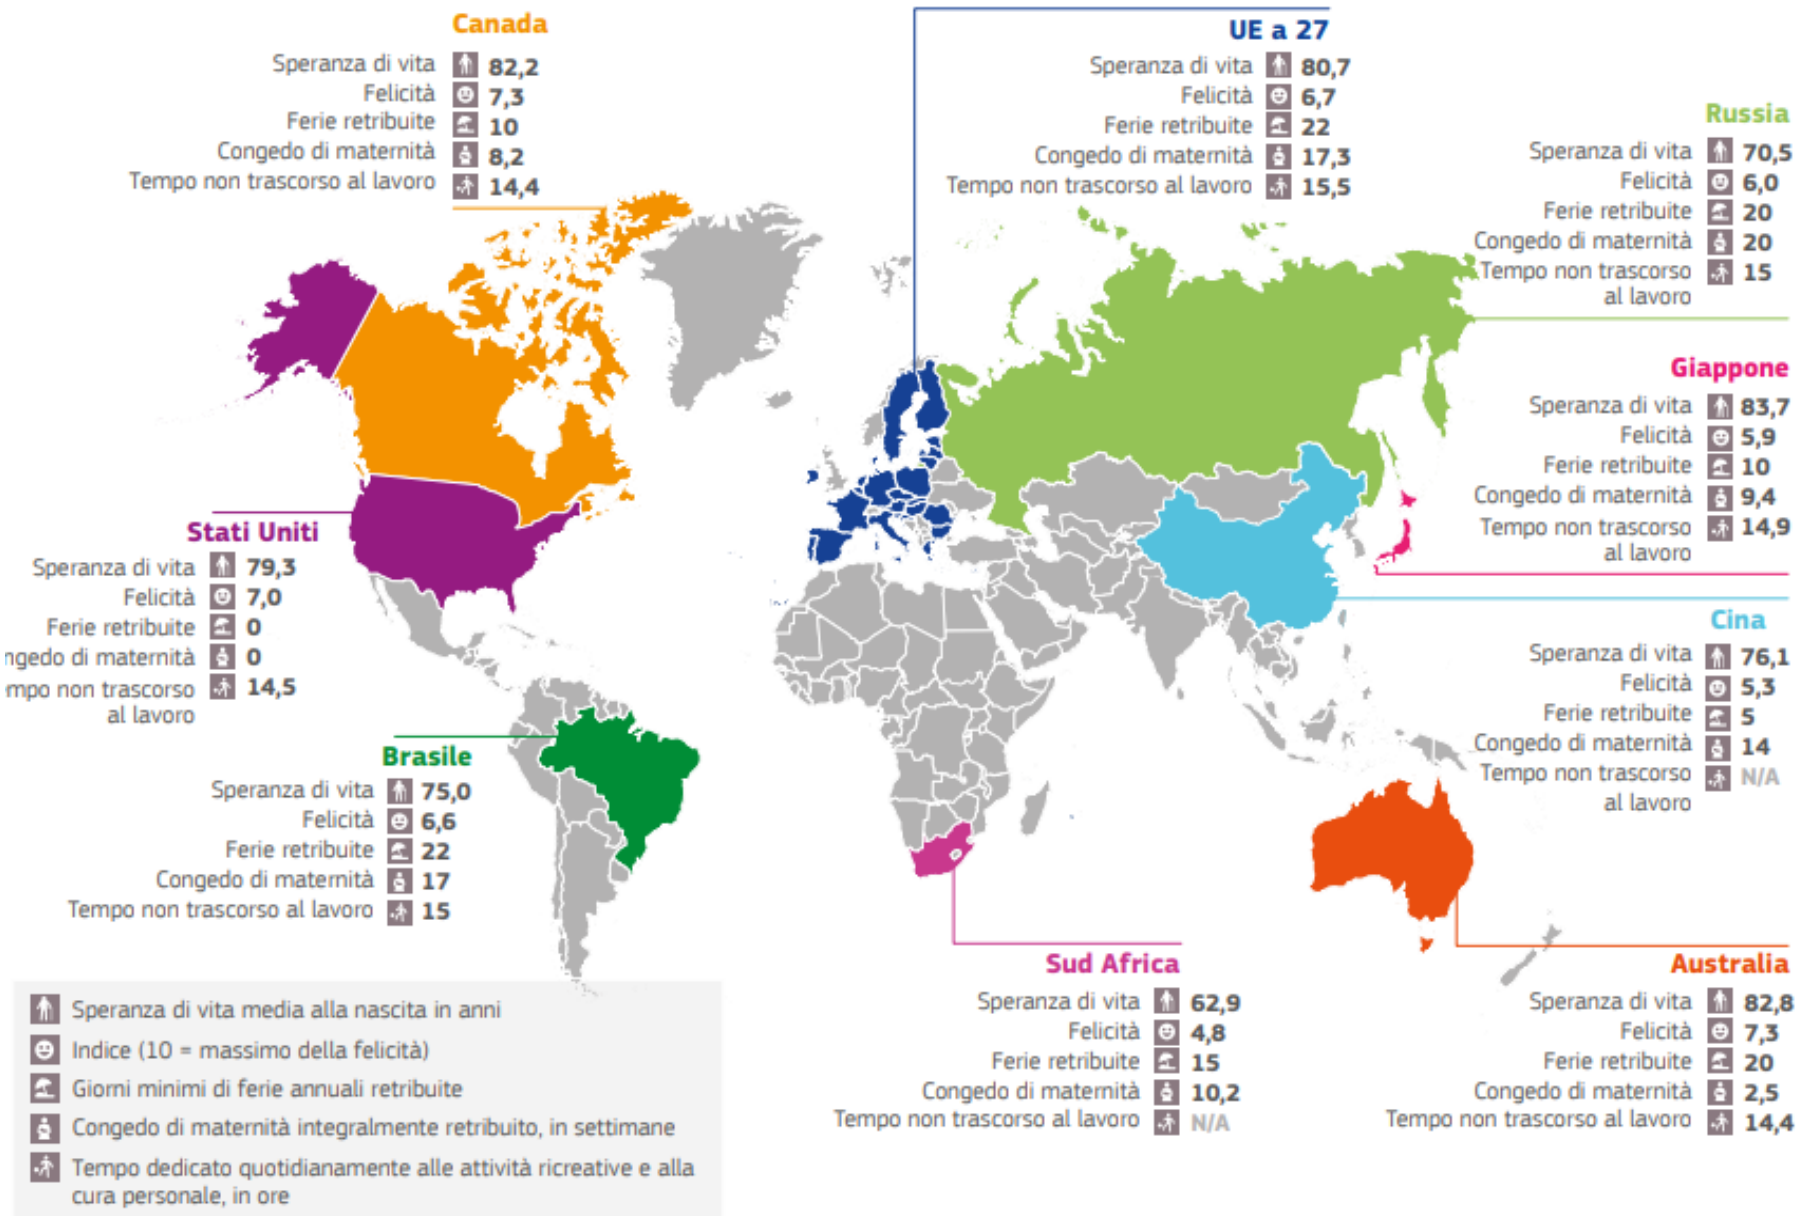 Canada
Speranza di vita 82,2
Felicità 7,3
Ferie retribuite 10
Congedo di maternità 8,2
Tempo non trascorso al lavoro 14,4
UE a 27
Speranza di vita 80,7
Felicità 6,7
Ferie retribuite 22
Congedo di maternità 17,3
Tempo non trascorso al lavoro 15,5
Russia
Speranza di vita 70,5
Felicità 6,0
Ferie retribuite 20
Congedo di maternità 20
Tempo non trascorso 15
al lavoro
Giappone
Speranza di vita 83,7
Felicità 5,9
Ferie retribuite 10
Congedo di maternità 9,4
Tempo non trascorso 14,9
al lavoro
Stati Uniti
Speranza di vita 79,3
Felicità 7,0
Ferie retribuite 0
ngedo di maternità 0
mpo non trascorso 14,5
al lavoro
Cina
Speranza di vita 76,1
Felicità 5,3
Ferie retribuite 5
Congedo di maternità 14
Tempo non trascorso N/A
al lavoro
Brasile
Speranza di vita 75,0
Felicità 6,6
Ferie retribuite 22
Congedo di maternità 17
Tempo non trascorso al lavoro 15
Sud Africa
Speranza di vita 62,9
Felicità 4,8
Ferie retribuite 15
Congedo di maternità 10,2
Tempo non trascorso al lavoro N/A
Australia
Speranza di vita 82,8
Felicità 7,3
Ferie retribuite 20
Congedo di maternità 2,5
Tempo non trascorso al lavoro 14,4
Speranza di vita media alla nascita in anni
Indice (10 = massimo della felicità)
Giorni minimi di ferie annuali retribuite
Congedo di maternità integralmente retribuito, in settimane
Tempo dedicato quotidianamente alle attività ricreative e alla
cura personale, in ore